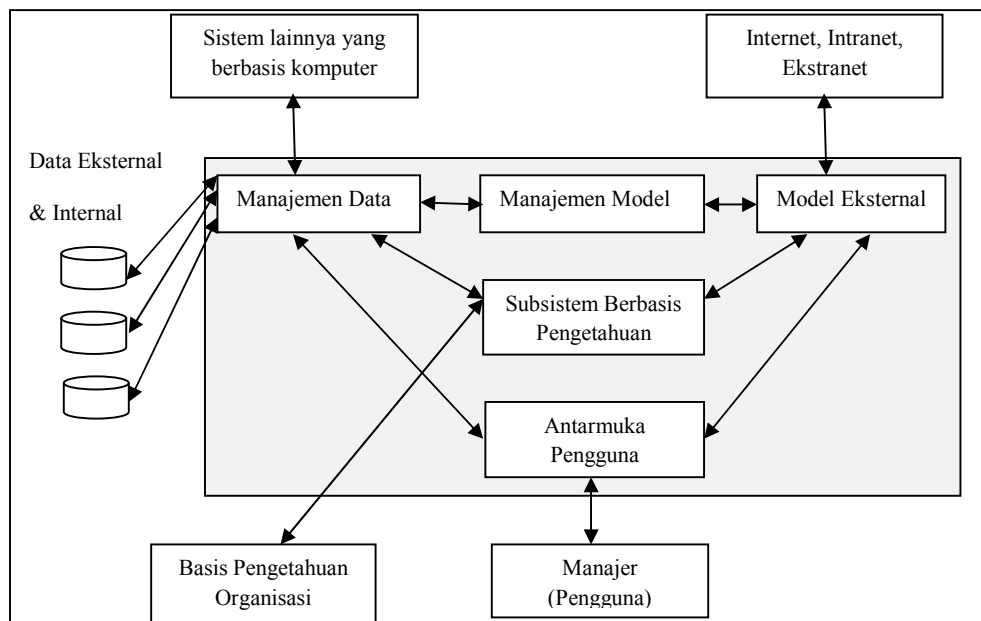 Sistem lainnya yang
berbasis komputer
Internet, Intranet,
Ekstranet
Data Eksternal
& Internal
Manajemen Data
Manajemen Model
Model Eksternal
Subsistem Berbasis
Pengetahuan
Antarmuka
Pengguna
Basis Pengetahuan
Organisasi
Manajer
(Pengguna)